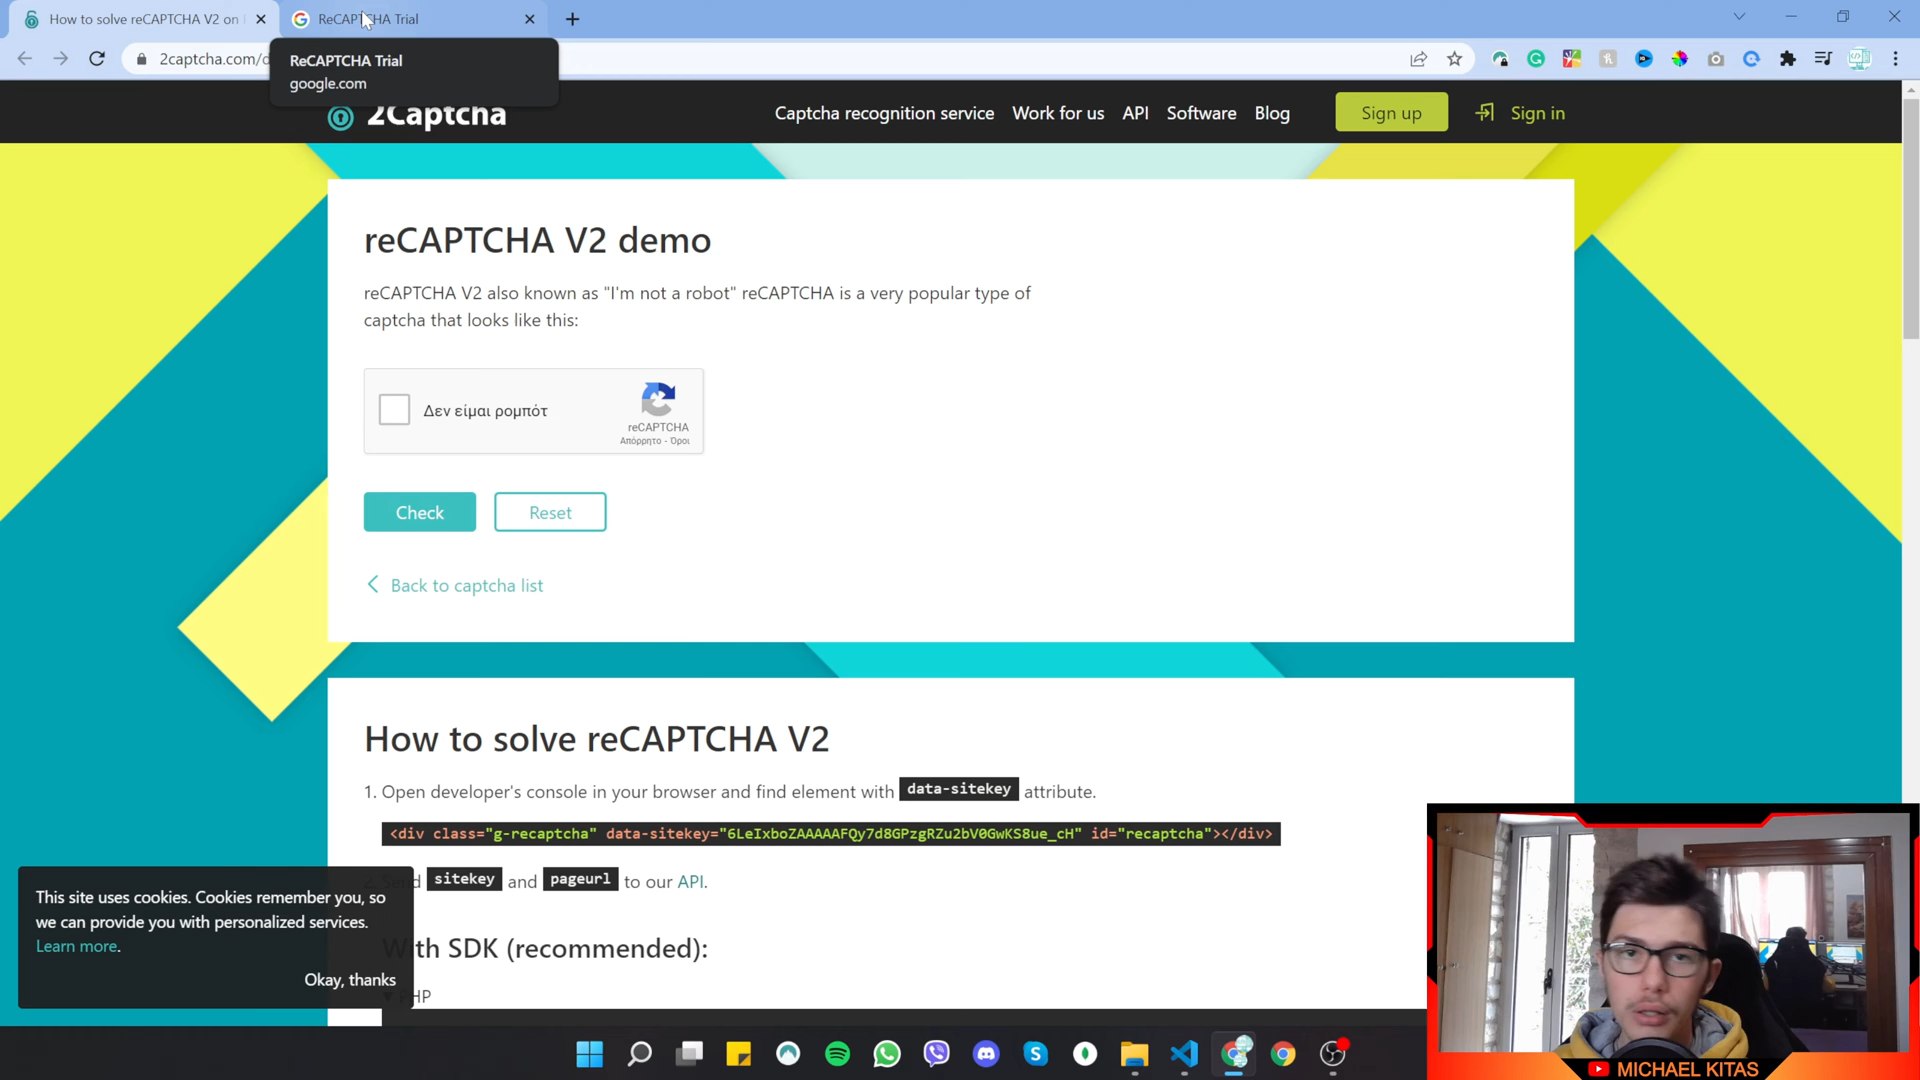 How to solve reCAPTCHA V2 on
ReCAPTCHA Trial
2captcha.com/d
ReCAPTCHA Trial
google.com
2Captcha
Captcha recognition service
Work for us
API
Software
Blog
Sign up
Sign in
reCAPTCHA V2 demo
reCAPTCHA V2 also known as "I'm not a robot" reCAPTCHA is a very popular type of
captcha that looks like this:
Δεν είμαι ρομπότ
reCAPTCHA
Απόρρητο - Όροι
Check
Reset
Back to captcha list
How to solve reCAPTCHA V2
1. Open developer's console in your browser and find element with data-sitekey attribute.
<div class="g-recaptcha" data-sitekey="6LeIxboZAAAAAFQy7d8GPzgRZu2bV0GwKS8ue_cH" id="recaptcha"></div>
2. Send sitekey and pageurl to our API.
With SDK (recommended):
PHP
This site uses cookies. Cookies remember you, so
we can provide you with personalized services.
Learn more.
Okay, thanks
MICHAEL KITAS